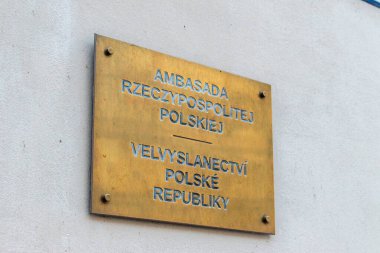 AMBASADA
RZECZYPOSPOLITEJ
POLSKIEJ
VELVYSLANECTVÍ
POLSKÉ
REPUBLIKY